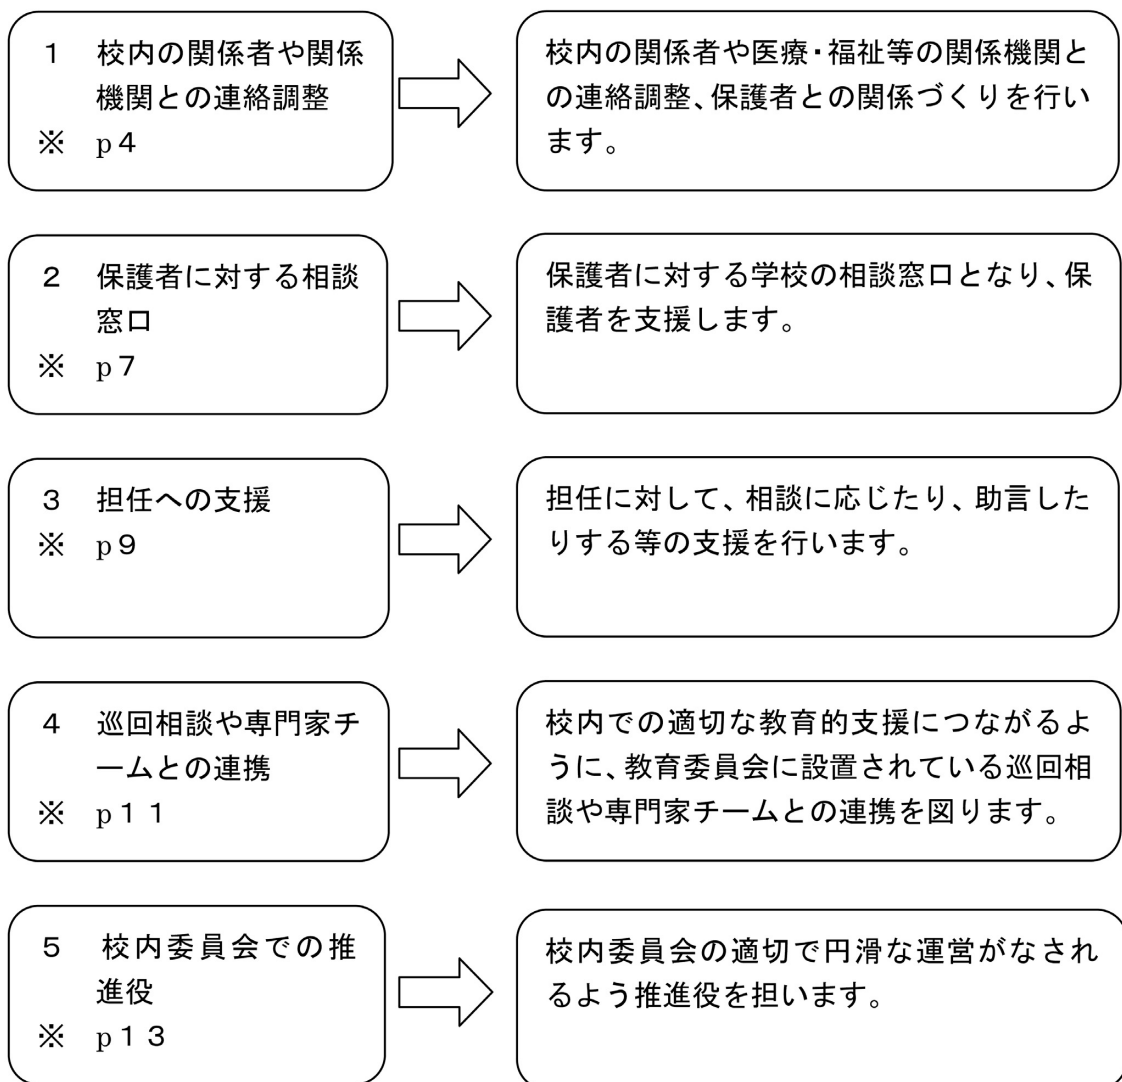 1 校内の関係者や関係
機関との連絡調整
※ p4
校内の関係者や医療・福祉等の関係機関と
の連絡調整、保護者との関係づくりを行い
ます。
2 保護者に対する相談
窓口
※ p7
保護者に対する学校の相談窓口となり、保
護者を支援します。
3 担任への支援
※ p9
担任に対して、相談に応じたり、助言した
りする等の支援を行います。
4 巡回相談や専門家チ
ームとの連携
※ p11
校内での適切な教育的支援につながるよ
うに、教育委員会に設置されている巡回相
談や専門家チームとの連携を図ります。
5 校内委員会での推
進役
※ p13
校内委員会の適切で円滑な運営がなされ
るよう推進役を担います。